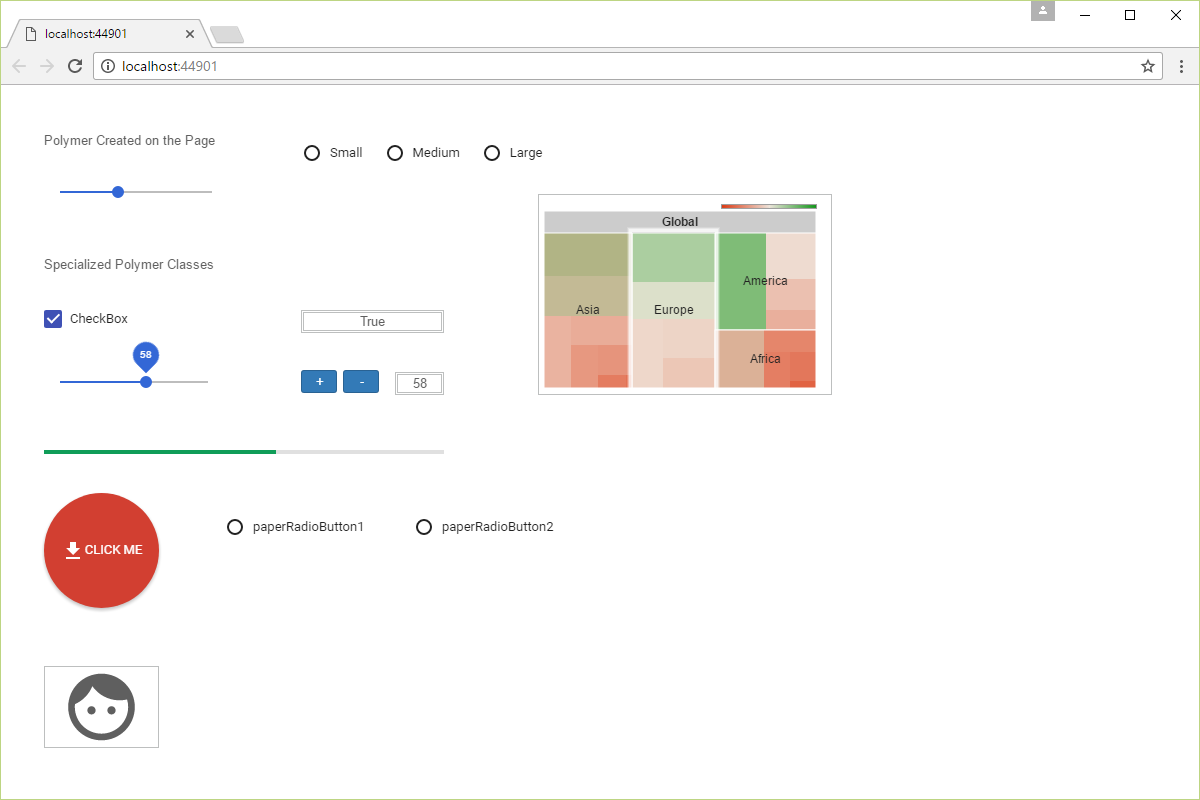 localhost:44901
localhost:44901
Polymer Created on the Page
Small Medium Large
Global
Asia
Europe
America
Africa
Specialized Polymer Classes
CheckBox
True
58
+ - 58
CLICK ME
paperRadioButton1 paperRadioButton2